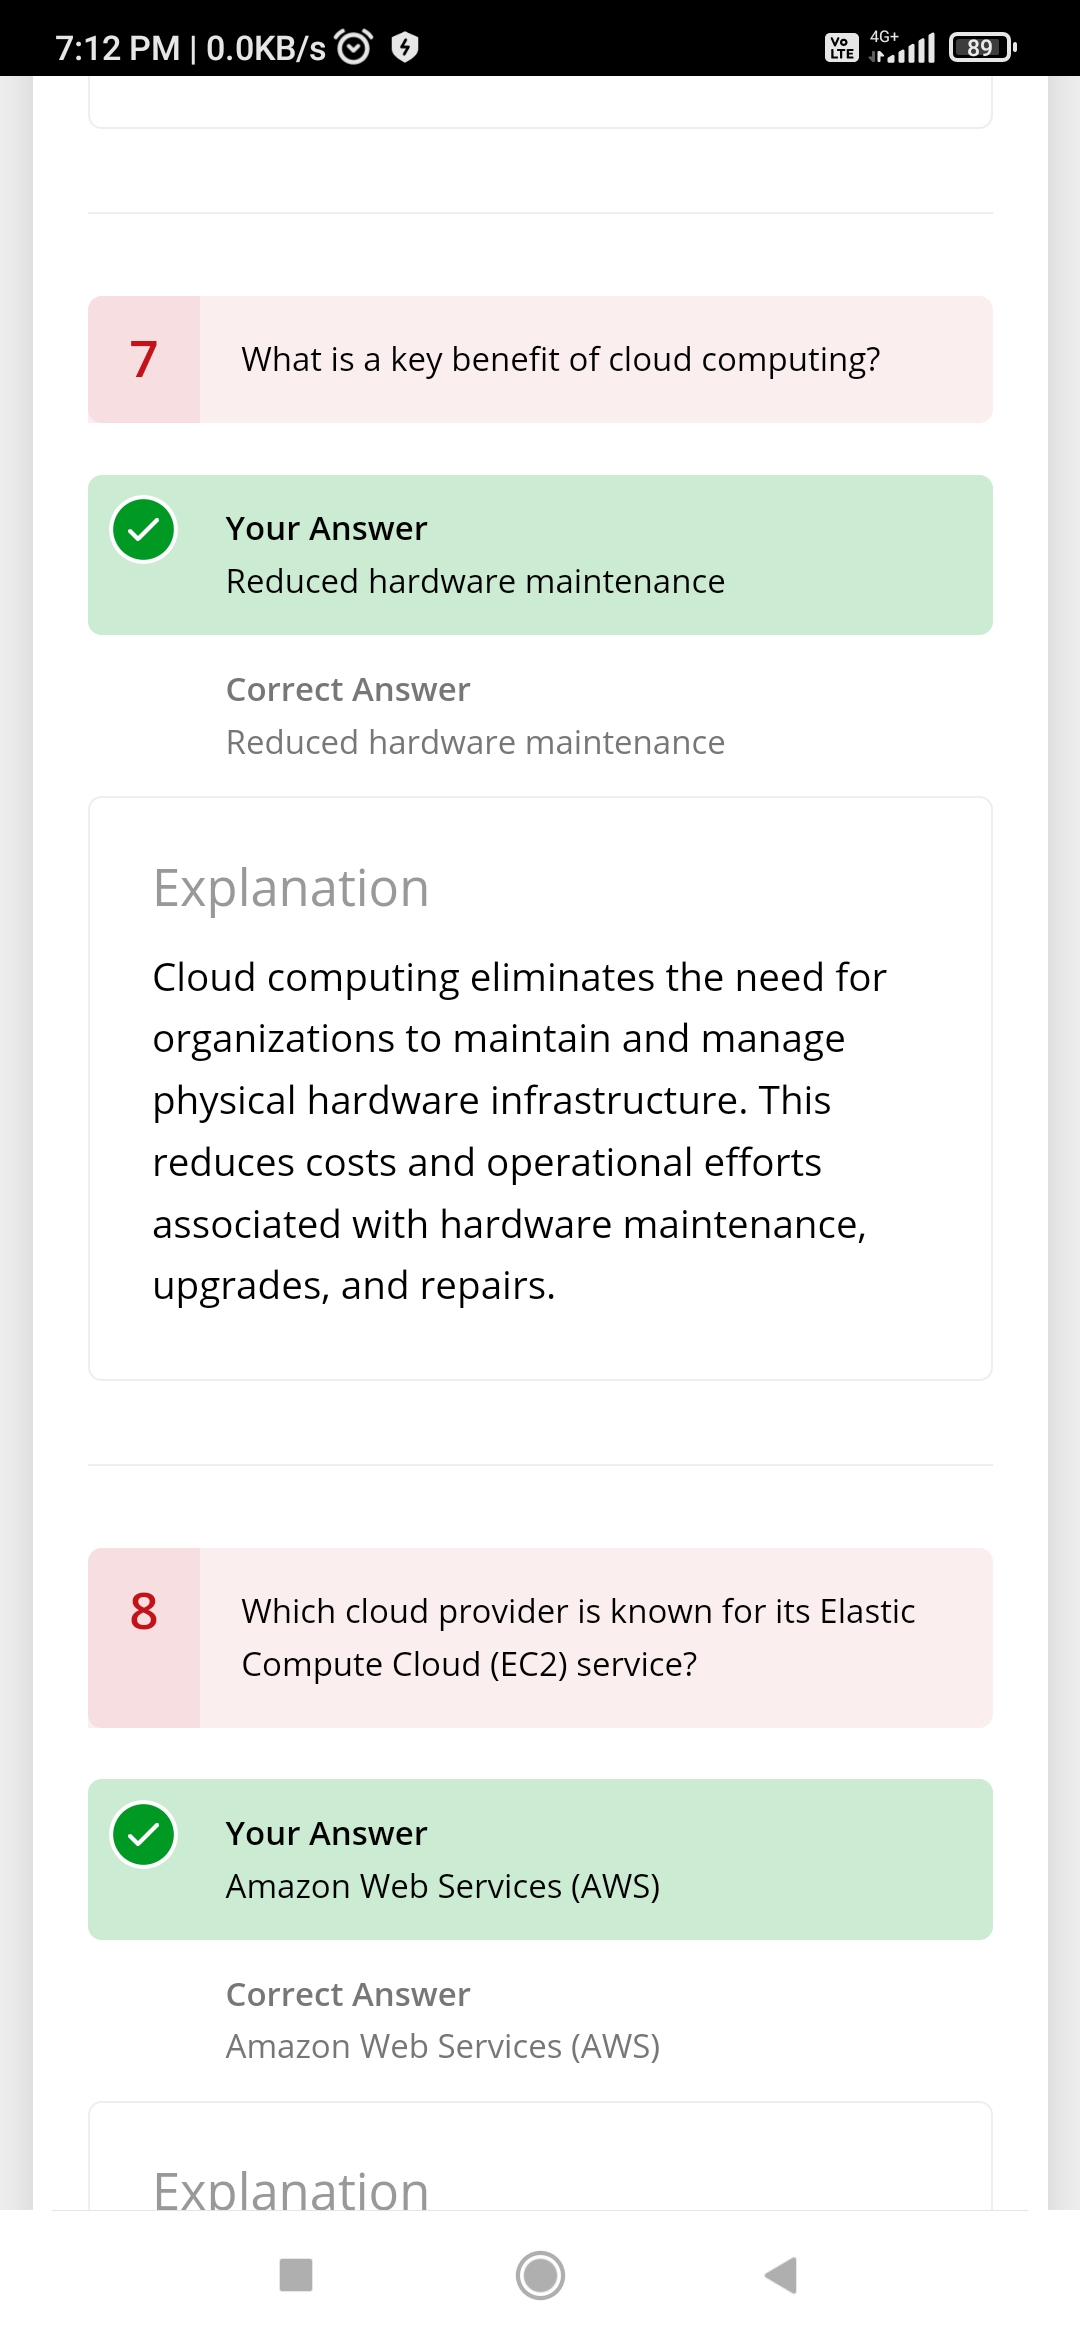 7:12 PM | 0.0KB/s
Vo LTE 4G+ 89
7 What is a key benefit of cloud computing?
Your Answer
Reduced hardware maintenance
Correct Answer
Reduced hardware maintenance
Explanation
Cloud computing eliminates the need for
organizations to maintain and manage
physical hardware infrastructure. This
reduces costs and operational efforts
associated with hardware maintenance,
upgrades, and repairs.
8 Which cloud provider is known for its Elastic
Compute Cloud (EC2) service?
Your Answer
Amazon Web Services (AWS)
Correct Answer
Amazon Web Services (AWS)
Explanation